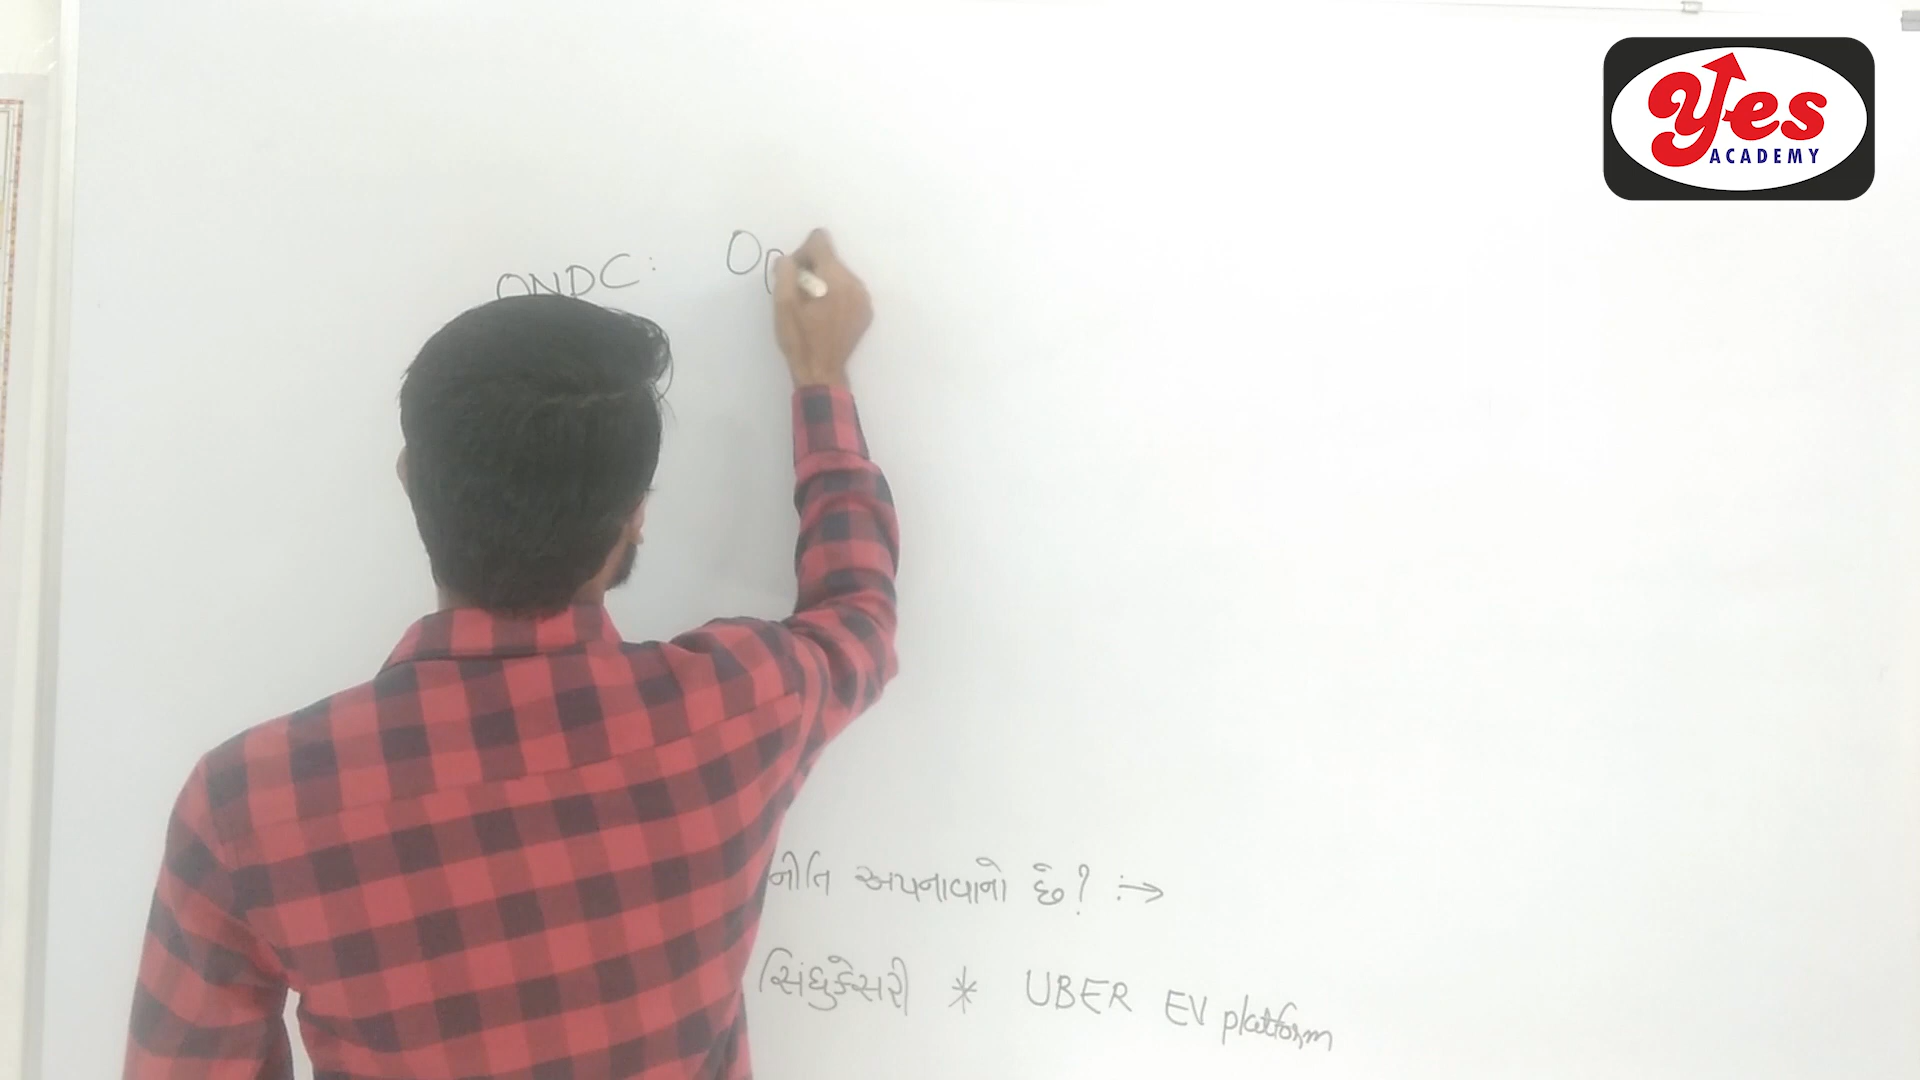 Yes
ACADEMY
ONDC: Op
નીતિ અપનાવાનો છે? :→
સિંધુકેસરી * UBER EV platform